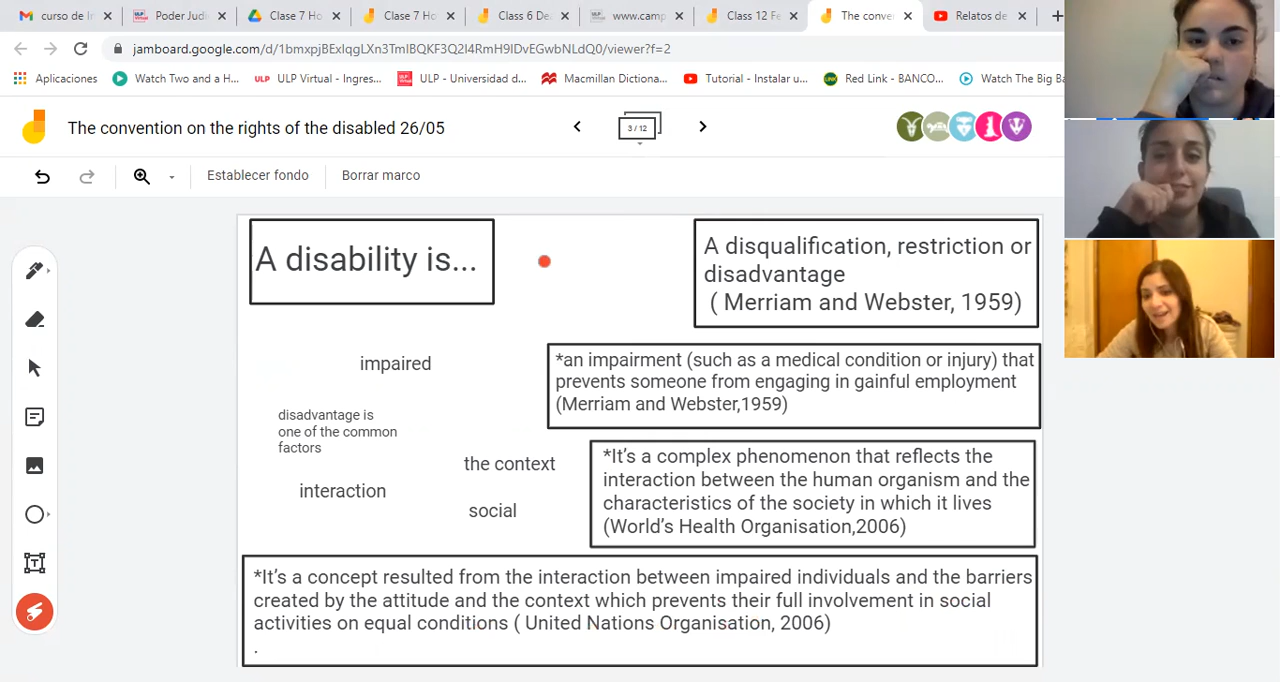 curso de I
Poder Judi
Clase 7 Ho
Clase 7 Ho
Class 6 De
www.camp
Class 12 Fe
The conve
Relatos de
jamboard.google.com/d/1bmxpjBExIqgLXn3TmIBQKF3Q2I4RmH9lDvEGwbNLdQ0/viewer?f=2
Aplicaciones
Watch Two and a H...
ULP Virtual - Ingres...
ULP - Universidad d...
Macmillan Dictiona...
Tutorial - Instalar u...
Red Link - BANCO...
Watch The Big Ba
The convention on the rights of the disabled 26/05
3 / 12
Establecer fondo
Borrar marco
A disability is...
A disqualification, restriction or
disadvantage
( Merriam and Webster, 1959)
impaired
*an impairment (such as a medical condition or injury) that
prevents someone from engaging in gainful employment
(Merriam and Webster,1959)
disadvantage is
one of the common
factors
the context
interaction
social
*It's a complex phenomenon that reflects the
interaction between the human organism and the
characteristics of the society in which it lives
(World's Health Organisation,2006)
*It's a concept resulted from the interaction between impaired individuals and the barriers
created by the attitude and the context which prevents their full involvement in social
activities on equal conditions ( United Nations Organisation, 2006)
.